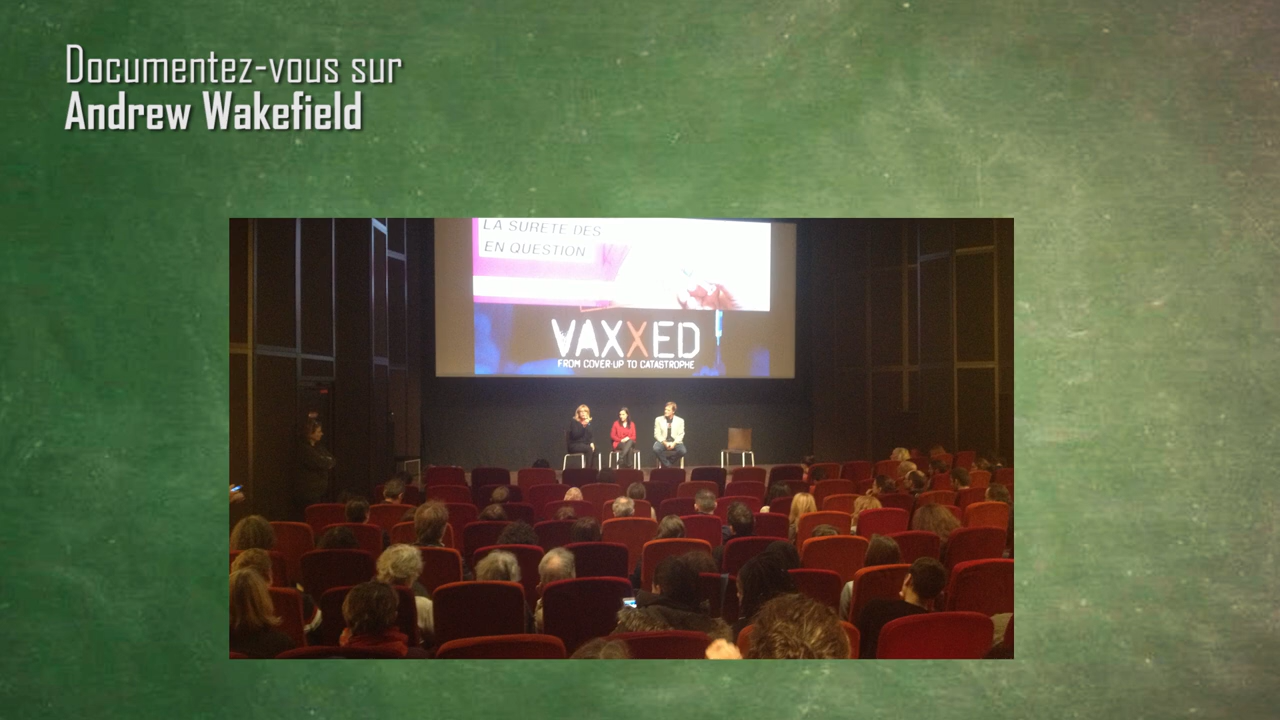 Documentez-vous sur
Andrew Wakefield
LA SURETE DES
EN QUESTION
VAXXED
FROM COVER-UP TO CATASTROPHE